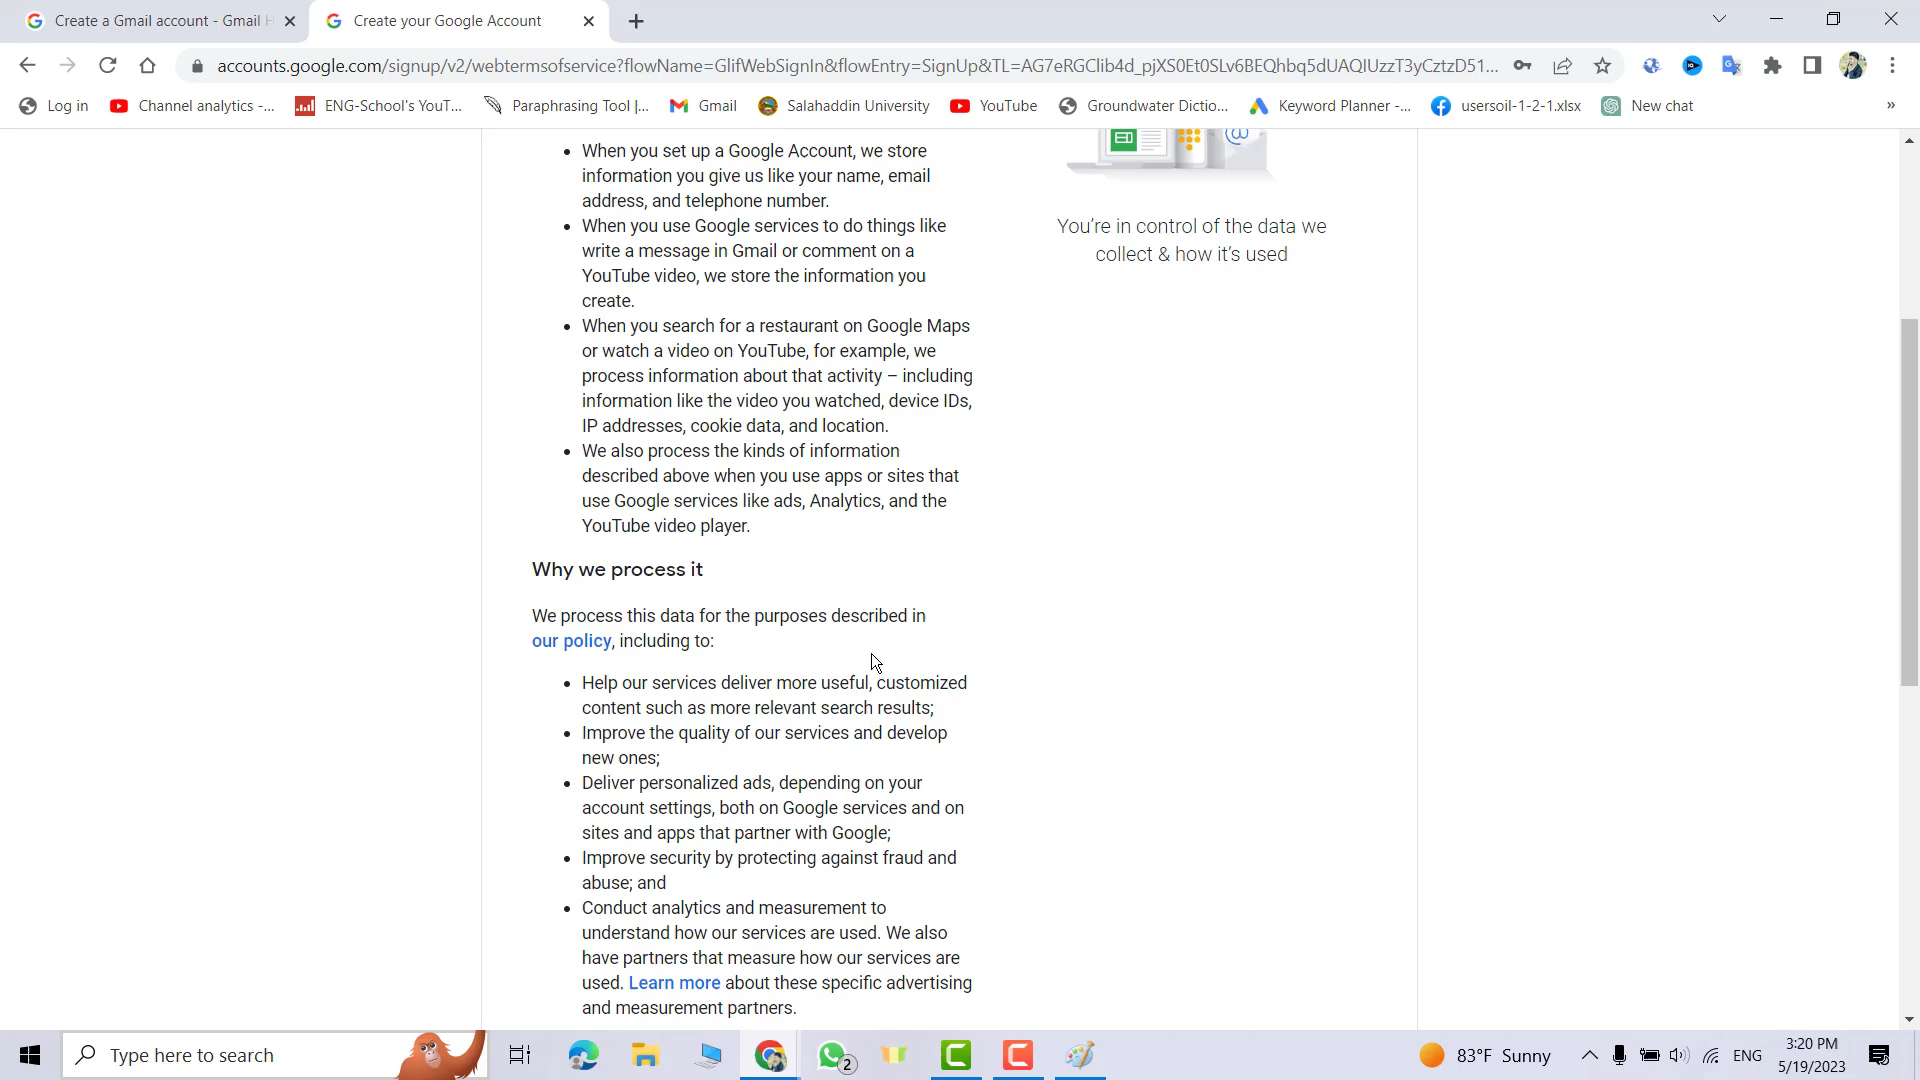 Create a Gmail account - Gmail H
Create your Google Account
accounts.google.com/signup/v2/webtermsofservice?flowName=GlifWebSignIn&flowEntry=SignUp&TL=AG7eRGClib4d_pjXS0Et0SLv6BEQhbq5dUAQIUzzT3yCztzD51...
Log in
Channel analytics -...
ENG-School's YouT...
Paraphrasing Tool |...
Gmail
Salahaddin University
YouTube
Groundwater Dictio...
Keyword Planner -...
usersoil-1-2-1.xlsx
New chat
»
• When you set up a Google Account, we store
information you give us like your name, email
address, and telephone number.
• When you use Google services to do things like
write a message in Gmail or comment on a
YouTube video, we store the information you
create.
• When you search for a restaurant on Google Maps
or watch a video on YouTube, for example, we
process information about that activity – including
information like the video you watched, device IDs,
IP addresses, cookie data, and location.
• We also process the kinds of information
described above when you use apps or sites that
use Google services like ads, Analytics, and the
YouTube video player.
You're in control of the data we
collect & how it's used
Why we process it
We process this data for the purposes described in
our policy, including to:
• Help our services deliver more useful, customized
content such as more relevant search results;
• Improve the quality of our services and develop
new ones;
• Deliver personalized ads, depending on your
account settings, both on Google services and on
sites and apps that partner with Google;
• Improve security by protecting against fraud and
abuse; and
• Conduct analytics and measurement to
understand how our services are used. We also
have partners that measure how our services are
used. Learn more about these specific advertising
and measurement partners.
Type here to search
2
83°F Sunny
ENG
3:20 PM
5/19/2023